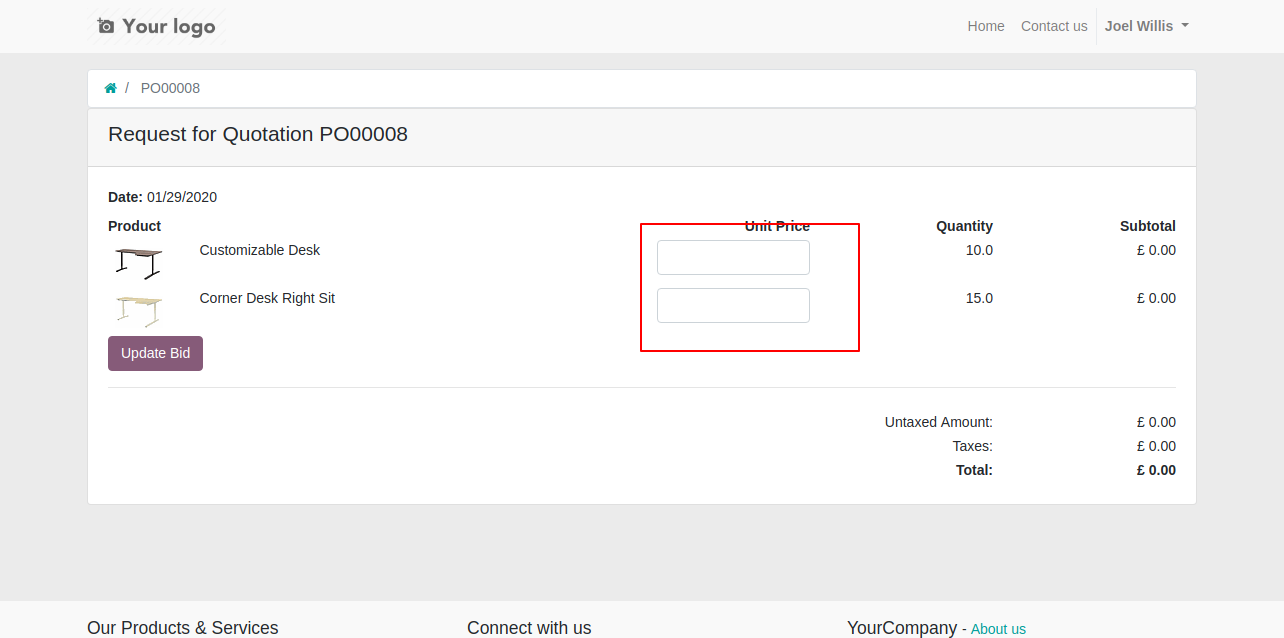 Your logo
Home Contact us Joel Willis
/ PO00008
Request for Quotation PO00008
Date: 01/29/2020
Product Unit Price Quantity Subtotal
Customizable Desk 10.0 £ 0.00
Corner Desk Right Sit 15.0 £ 0.00
Update Bid
Untaxed Amount: £ 0.00
Taxes: £ 0.00
Total: £ 0.00
Our Products & Services Connect with us YourCompany - About us